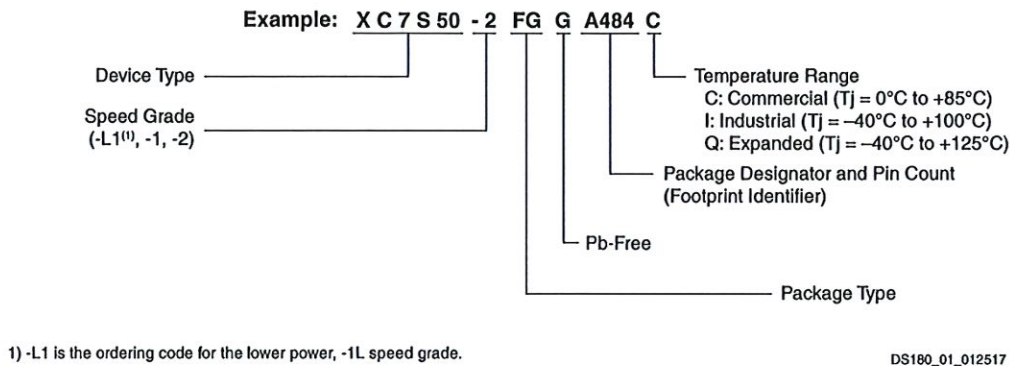 Example: X C 7 S 50 - 2 FG G A484 C
Device Type
Temperature Range
C: Commercial (Tj = 0°C to +85°C)
Speed Grade
(-L1(1), -1, -2)
I: Industrial (Tj = –40°C to +100°C)
Q: Expanded (Tj = –40°C to +125°C)
Package Designator and Pin Count
(Footprint Identifier)
Pb-Free
Package Type
1) -L1 is the ordering code for the lower power, -1L speed grade.
DS180_01_012517